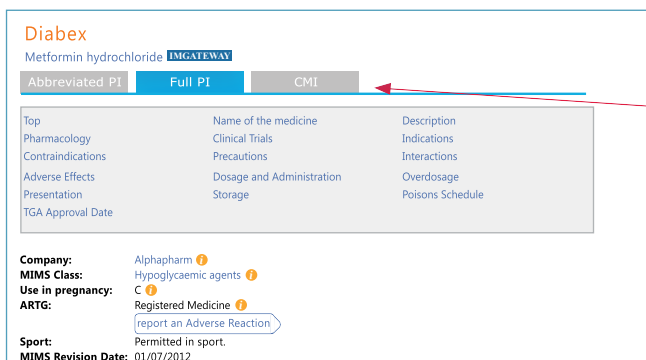 Diabex
Metformin hydrochloride IMGATEWAY
Abbreviated PI Full PI CMI
Top Name of the medicine Description
Pharmacology Clinical Trials Indications
Contraindications Precautions Interactions
Adverse Effects Dosage and Administration Overdosage
Presentation Storage Poisons Schedule
TGA Approval Date
Company: Alphapharm i
MIMS Class: Hypoglycaemic agents i
Use in pregnancy: C i
ARTG: Registered Medicine i
report an Adverse Reaction
Sport: Permitted in sport.
MIMS Revision Date: 01/07/2012